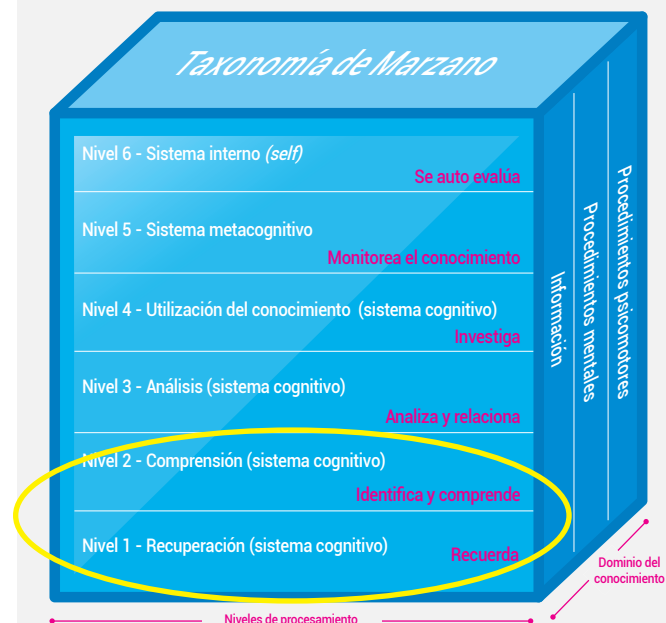 Taxonomía de Marzano
Nivel 6 - Sistema interno (self)
Se auto evalúa
Nivel 5 - Sistema metacognitivo
Monitorea el conocimiento
Nivel 4 - Utilización del conocimiento (sistema cognitivo)
Investiga
Nivel 3 - Análisis (sistema cognitivo)
Analiza y relaciona
Nivel 2 - Comprensión (sistema cognitivo)
Identifica y comprende
Nivel 1 - Recuperación (sistema cognitivo)
Recuerda
Información
Procedimientos mentales
Procedimientos psicomotores
Dominio del
conocimiento
Niveles de procesamiento